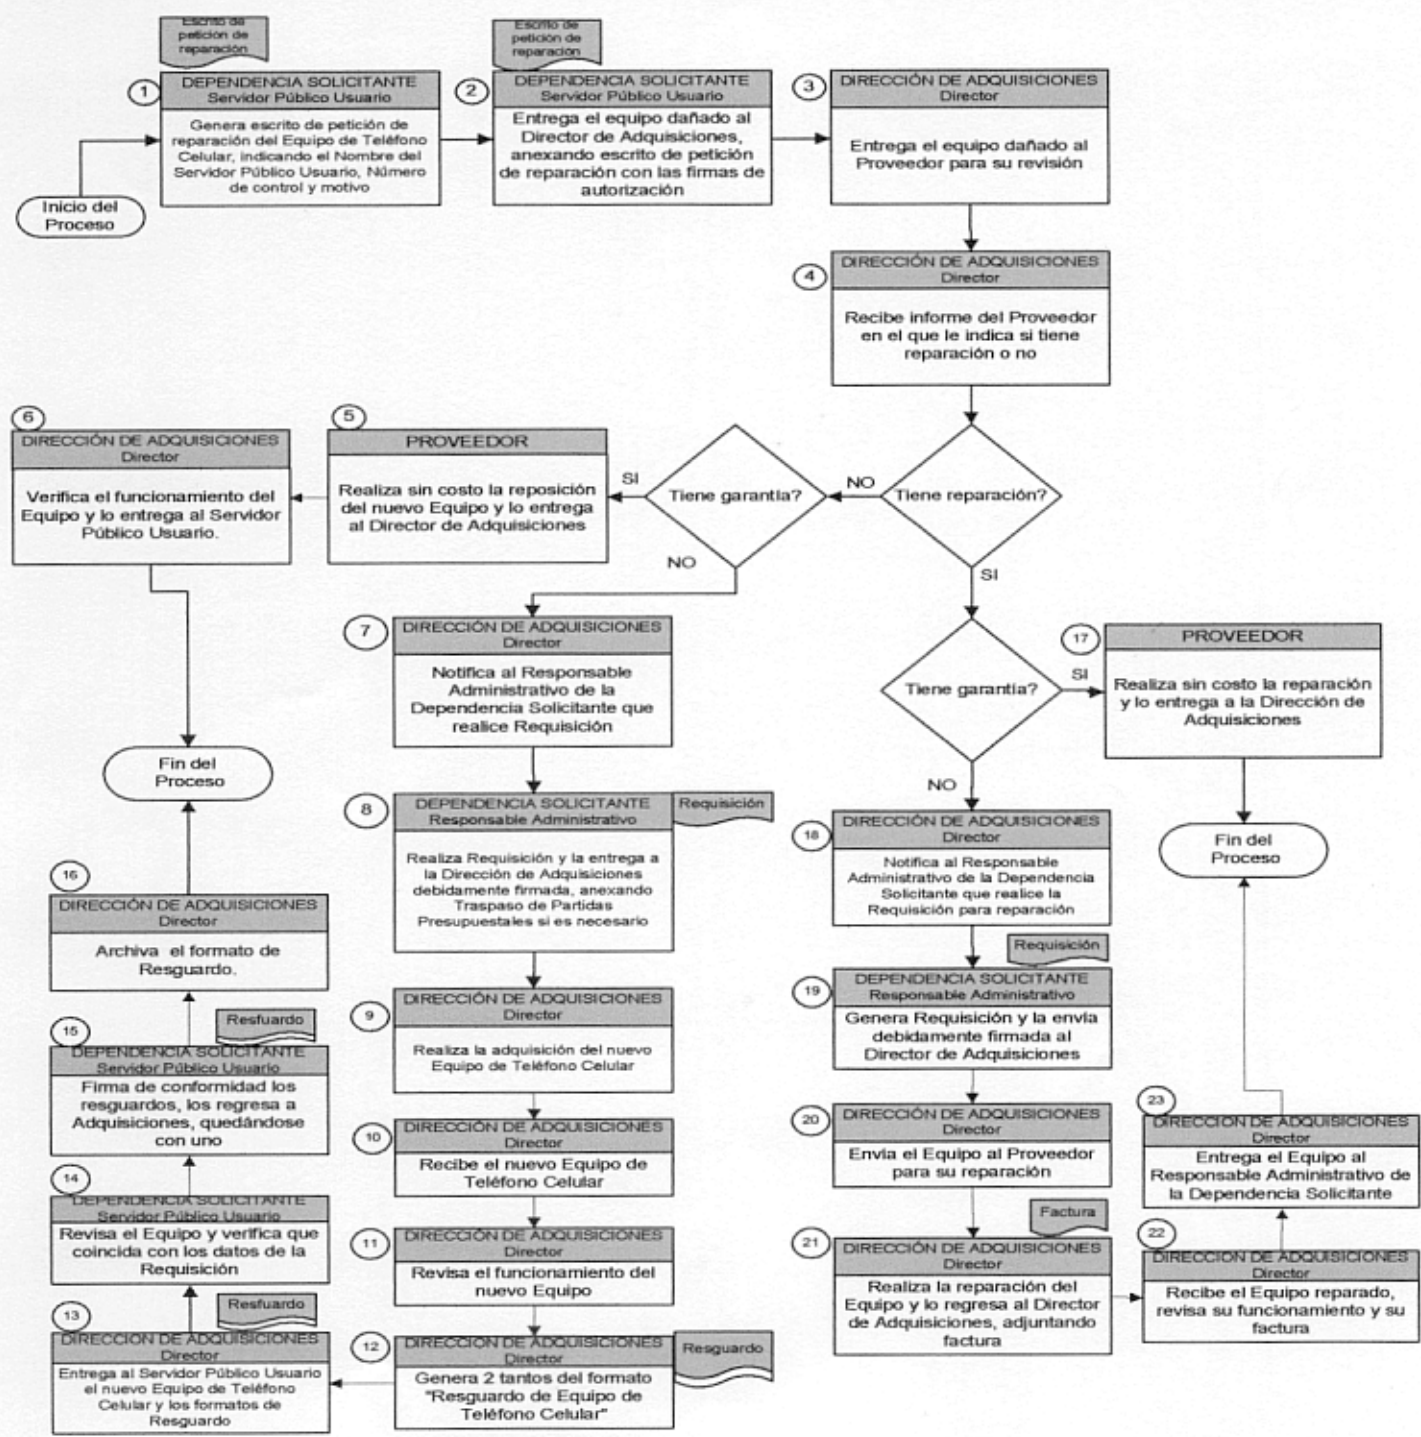 Escrito de
petición de
reparación
1
DEPENDENCIA SOLICITANTE
Servidor Público Usuario
Genera escrito de petición de
reparación del Equipo de Teléfono
Celular, indicando el Nombre del
Servidor Público Usuario, Número
de control y motivo
Inicio del
Proceso
Escrito de
petición de
reparación
2
DEPENDENCIA SOLICITANTE
Servidor Público Usuario
Entrega el equipo dañado al
Director de Adquisiciones,
anexando escrito de petición
de reparación con las firmas de
autorización
3
DIRECCIÓN DE ADQUISICIONES
Director
Entrega el equipo dañado al
Proveedor para su revisión
4
DIRECCIÓN DE ADQUISICIONES
Director
Recibe informe del Proveedor
en el que le indica si tiene
reparación o no
Tiene reparación?
NO
SI
Tiene garantía?
SI
NO
5
PROVEEDOR
Realiza sin costo la reposición
del nuevo Equipo y lo entrega
al Director de Adquisiciones
6
DIRECCIÓN DE ADQUISICIONES
Director
Verifica el funcionamiento del
Equipo y lo entrega al Servidor
Público Usuario.
Fin del
Proceso
7
DIRECCIÓN DE ADQUISICIONES
Director
Notifica al Responsable
Administrativo de la
Dependencia Solicitante que
realice Requisición
8
DEPENDENCIA SOLICITANTE
Responsable Administrativo
Requisición
Realiza Requisición y la entrega a
la Dirección de Adquisiciones
debidamente firmada, anexando
Traspaso de Partidas
Presupuestales si es necesario
9
DIRECCIÓN DE ADQUISICIONES
Director
Realiza la adquisición del nuevo
Equipo de Teléfono Celular
10
DIRECCIÓN DE ADQUISICIONES
Director
Recibe el nuevo Equipo de
Teléfono Celular
11
DIRECCIÓN DE ADQUISICIONES
Director
Revisa el funcionamiento del
nuevo Equipo
12
DIRECCIÓN DE ADQUISICIONES
Director
Resguardo
Genera 2 tantos del formato
"Resguardo de Equipo de
Teléfono Celular"
13
Resfuardo
DIRECCION DE ADQUISICIONES
Director
Entrega al Servidor Público Usuario
el nuevo Equipo de Teléfono
Celular y los formatos de
Resguardo
14
DEPENDENCIA SOLICITANTE
Servidor Público Usuario
Revisa el Equipo y verifica que
coincida con los datos de la
Requisición
15
Resfuardo
DEPENDENCIA SOLICITANTE
Servidor Público Usuario
Firma de conformidad los
resguardos, los regresa a
Adquisiciones, quedándose
con uno
16
DIRECCIÓN DE ADQUISICIONES
Director
Archiva el formato de
Resguardo.
Tiene garantía?
SI
NO
17
PROVEEDOR
Realiza sin costo la reparación
y lo entrega a la Dirección de
Adquisiciones
Fin del
Proceso
18
DIRECCIÓN DE ADQUISICIONES
Director
Notifica al Responsable
Administrativo de la Dependencia
Solicitante que realice la
Requisición para reparación
Requisición
19
DEPENDENCIA SOLICITANTE
Responsable Administrativo
Genera Requisición y la envía
debidamente firmada al
Director de Adquisiciones
20
DIRECCIÓN DE ADQUISICIONES
Director
Envía el Equipo al Proveedor
para su reparación
Factura
21
DIRECCIÓN DE ADQUISICIONES
Director
Realiza la reparación del
Equipo y lo regresa al Director
de Adquisiciones, adjuntando
factura
22
DIRECCION DE ADQUISICIONES
Director
Recibe el Equipo reparado,
revisa su funcionamiento y su
factura
23
DIRECCIÓN DE ADQUISICIONES
Director
Entrega el Equipo al
Responsable Administrativo de
la Dependencia Solicitante